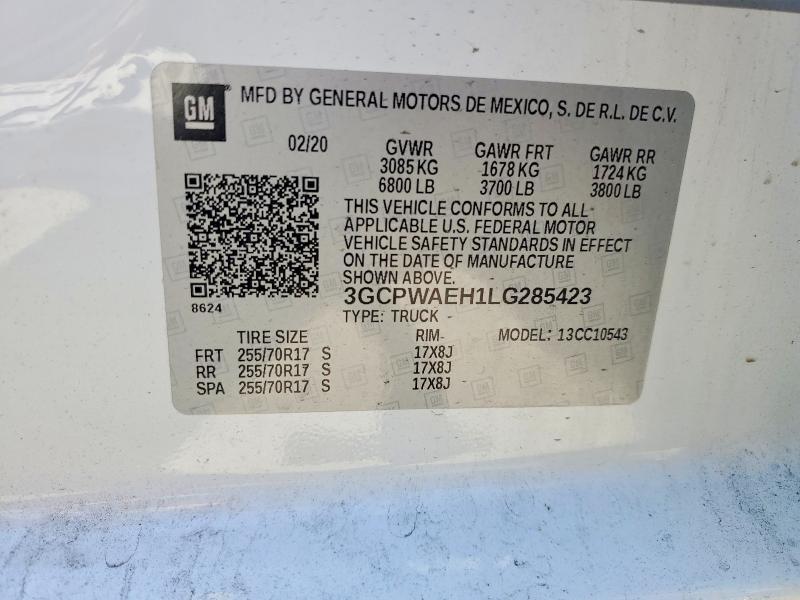 GM® MFD BY GENERAL MOTORS DE MEXICO, S. DE R.L. DE C.V.
02/20 GVWR GAWR FRT GAWR RR
3085 KG 1678 KG 1724 KG
6800 LB 3700 LB 3800 LB
THIS VEHICLE CONFORMS TO ALL
APPLICABLE U.S. FEDERAL MOTOR
VEHICLE SAFETY STANDARDS IN EFFECT
ON THE DATE OF MANUFACTURE
SHOWN ABOVE.
3GCPWAEH1LG285423
8624
TYPE: TRUCK
TIRE SIZE RIM MODEL: 13CC10543
FRT 255/70R17 S 17X8J
RR 255/70R17 S 17X8J
SPA 255/70R17 S 17X8J